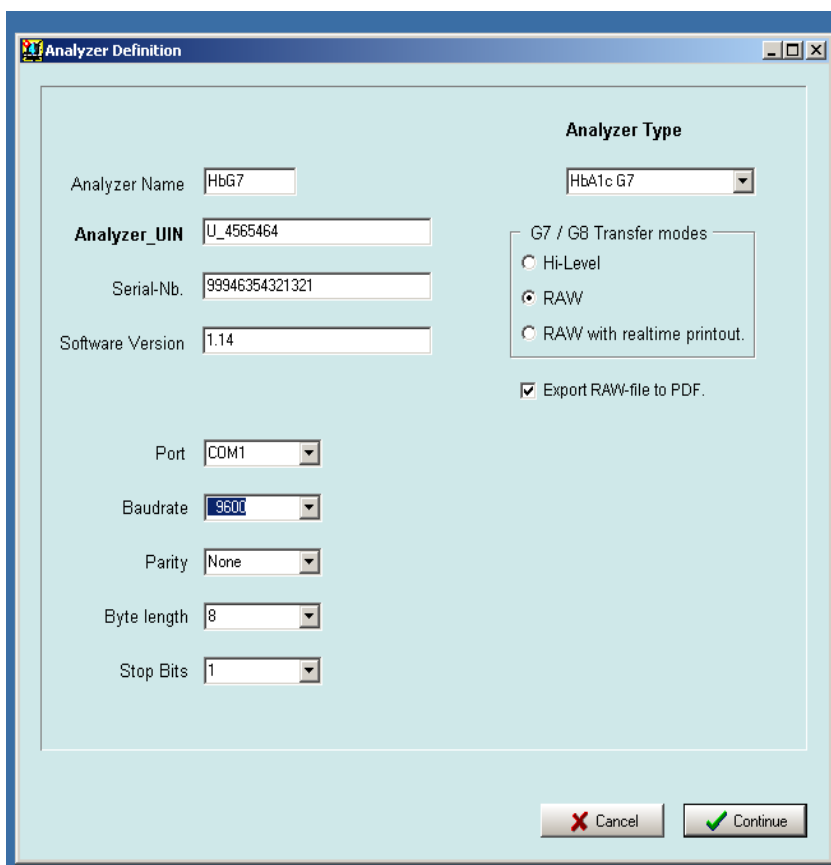 Analyzer Definition
Analyzer Type
Analyzer Name HbG7 HbA1c G7
Analyzer_UIN U_4565464
G7 / G8 Transfer modes
Hi-Level
Serial-Nb. 99946354321321
RAW
Software Version 1.14
RAW with realtime printout.
Export RAW-file to PDF.
Port COM1
Baudrate 9600
Parity None
Byte length 8
Stop Bits 1
Cancel Continue